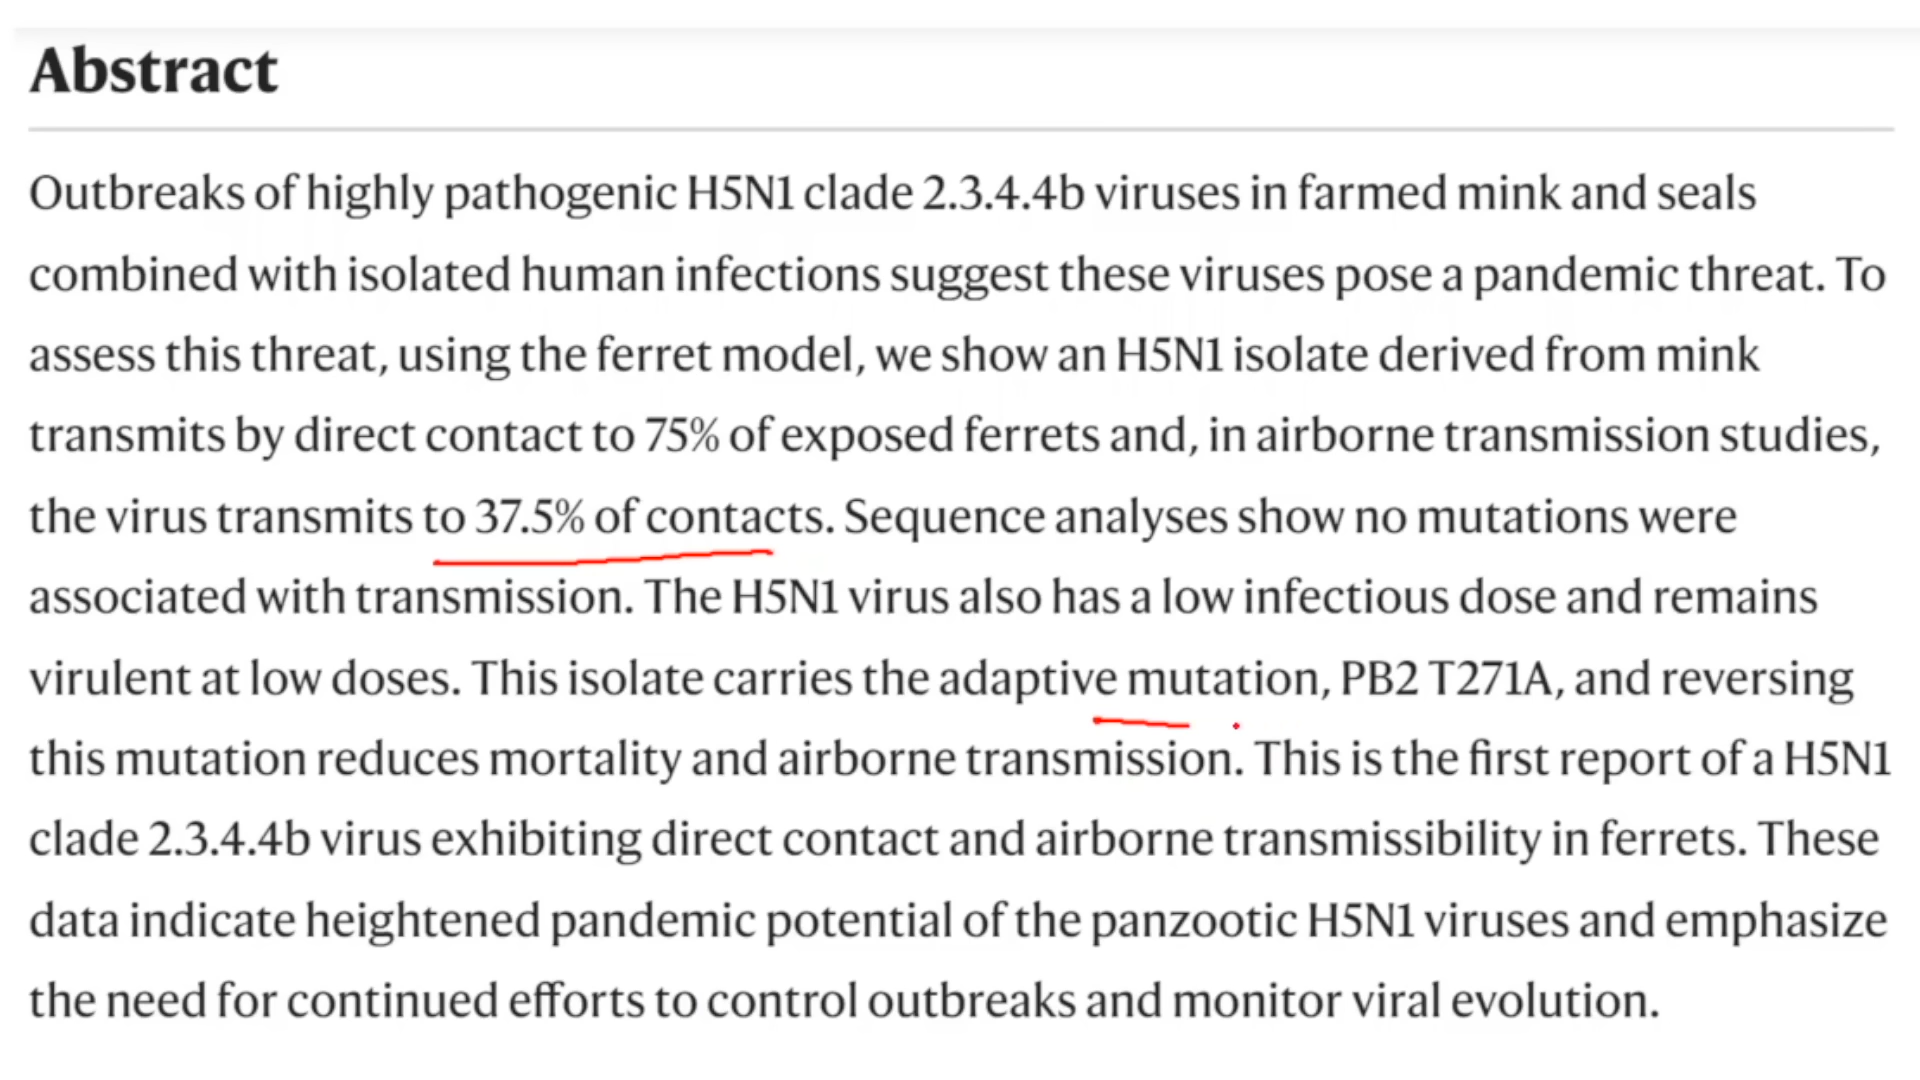 Abstract
Outbreaks of highly pathogenic H5N1 clade 2.3.4.4b viruses in farmed mink and seals
combined with isolated human infections suggest these viruses pose a pandemic threat. To
assess this threat, using the ferret model, we show an H5N1 isolate derived from mink
transmits by direct contact to 75% of exposed ferrets and, in airborne transmission studies,
the virus transmits to 37.5% of contacts. Sequence analyses show no mutations were
associated with transmission. The H5N1 virus also has a low infectious dose and remains
virulent at low doses. This isolate carries the adaptive mutation, PB2 T271A, and reversing
this mutation reduces mortality and airborne transmission. This is the first report of a H5N1
clade 2.3.4.4b virus exhibiting direct contact and airborne transmissibility in ferrets. These
data indicate heightened pandemic potential of the panzootic H5N1 viruses and emphasize
the need for continued efforts to control outbreaks and monitor viral evolution.